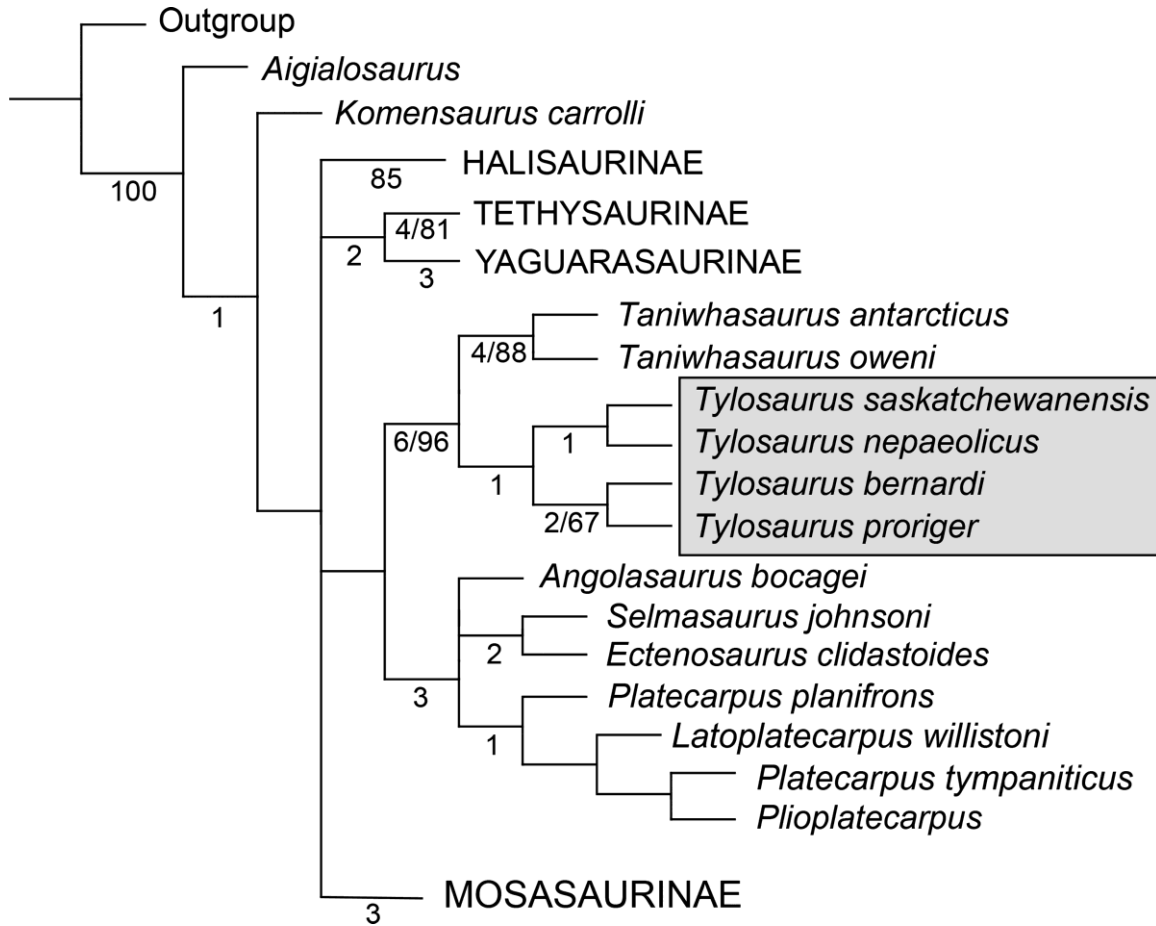 Outgroup
Aigialosaurus
Komensaurus carrolli
HALISAURINAE
85
100
TETHYSAURINAE
4/81
2
YAGUARASAURINAE
3
1
Taniwhasaurus antarcticus
4/88
Taniwhasaurus oweni
Tylosaurus saskatchewanensis
6/96
1
Tylosaurus nepaeolicus
1
Tylosaurus bernardi
2/67
Tylosaurus proriger
Angolasaurus bocagei
Selmasaurus johnsoni
2
Ectenosaurus clidastoides
3
Platecarpus planifrons
1
Latoplatecarpus willistoni
Platecarpus tympaniticus
Plioplatecarpus
MOSASAURINAE
3